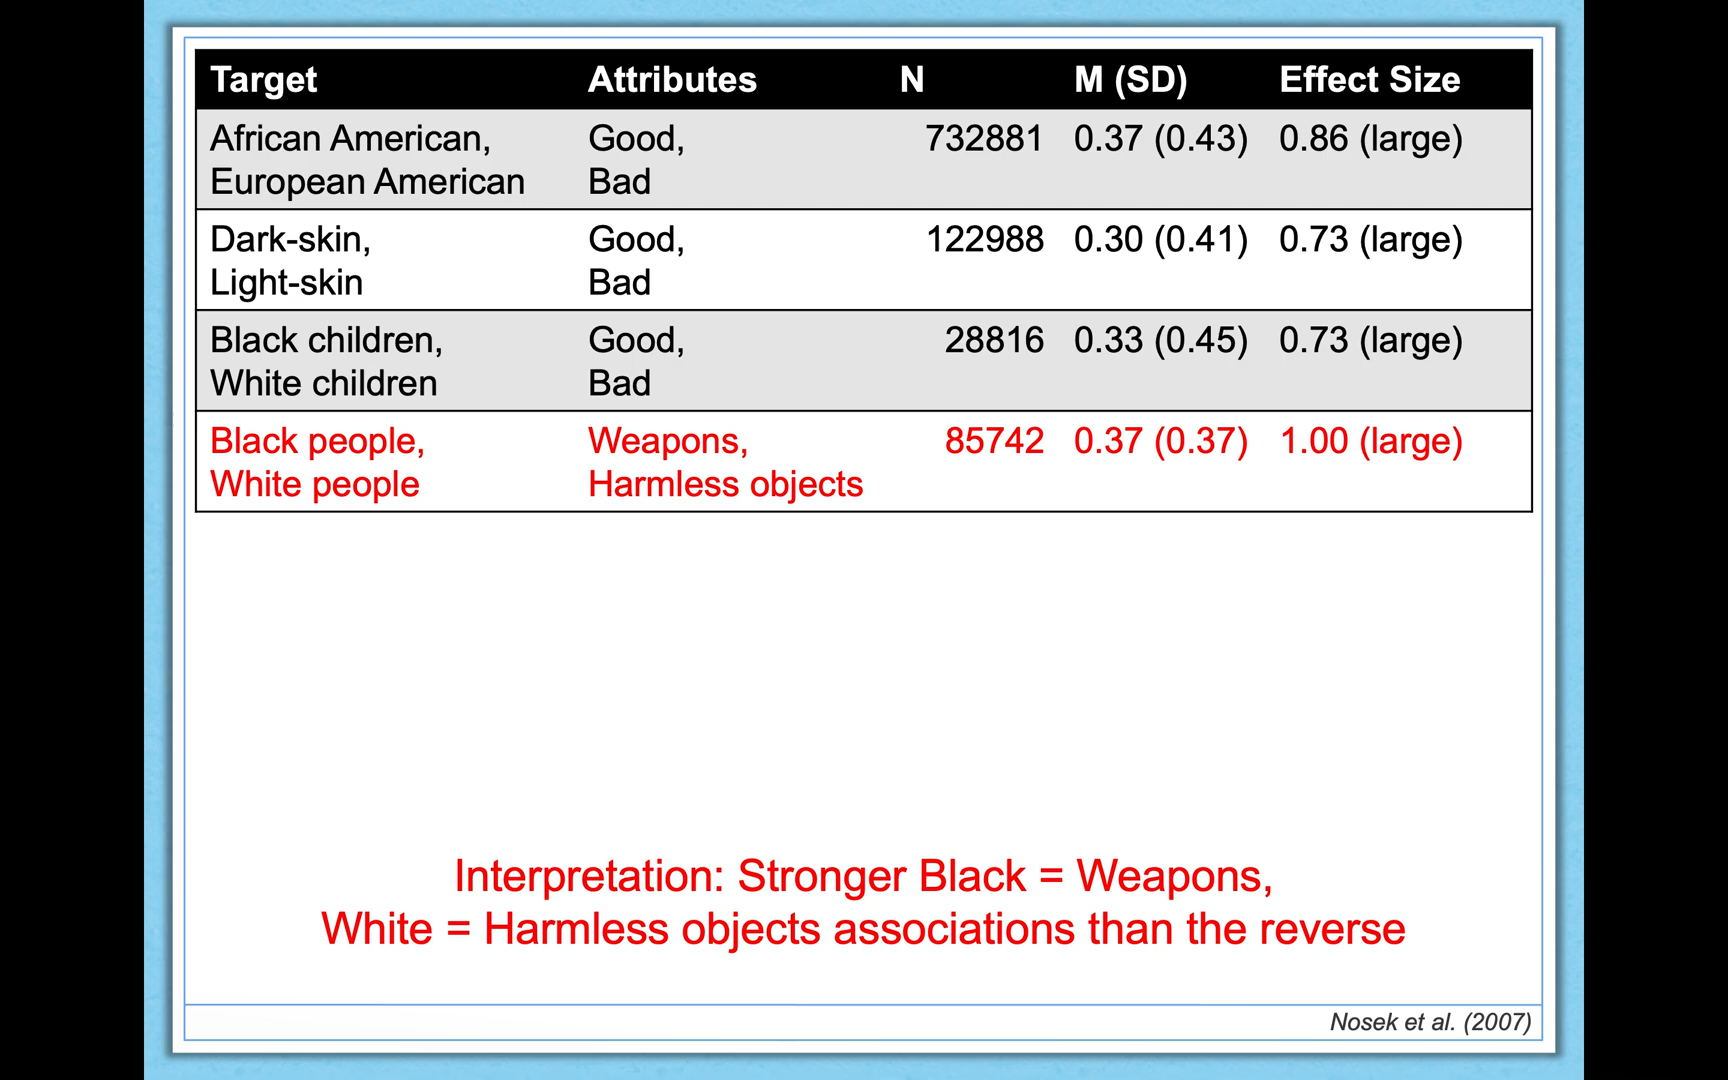 Target Attributes N M (SD) Effect Size
African American, Good, 732881 0.37 (0.43) 0.86 (large)
European American Bad
Dark-skin, Good, 122988 0.30 (0.41) 0.73 (large)
Light-skin Bad
Black children, Good, 28816 0.33 (0.45) 0.73 (large)
White children Bad
Black people, Weapons, 85742 0.37 (0.37) 1.00 (large)
White people Harmless objects
Interpretation: Stronger Black = Weapons,
White = Harmless objects associations than the reverse
Nosek et al. (2007)